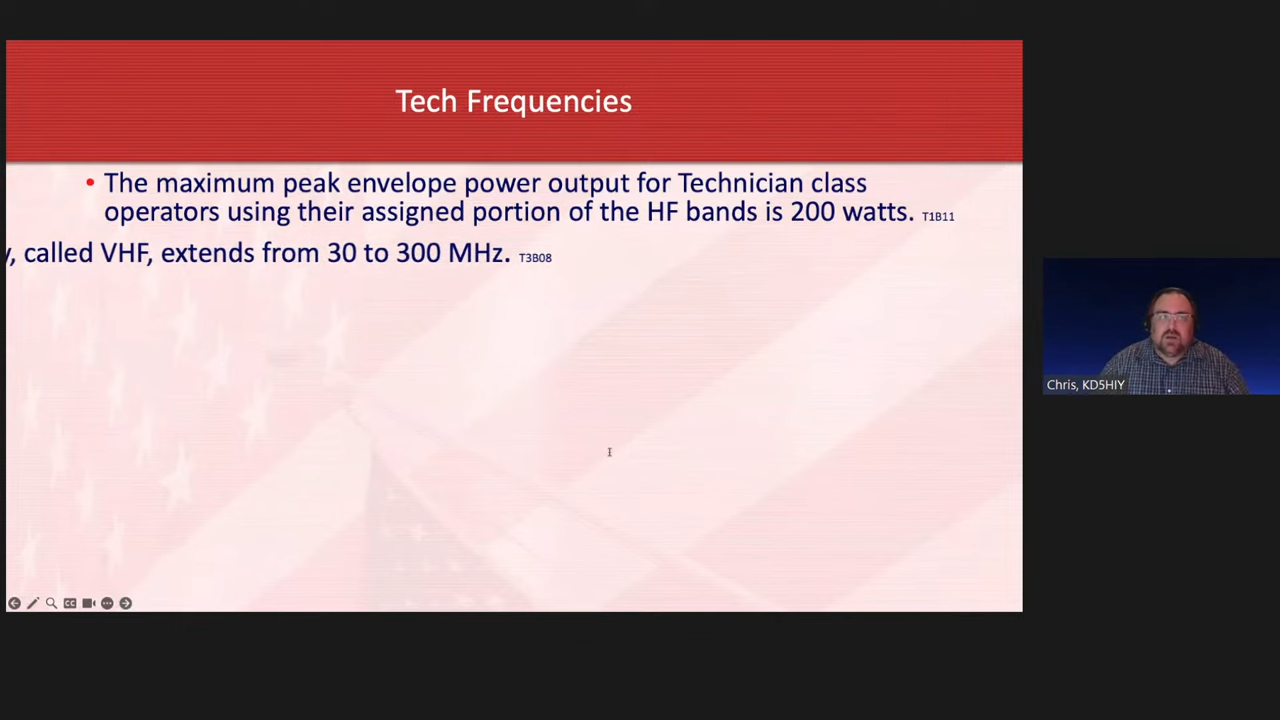 Tech Frequencies
• The maximum peak envelope power output for Technician class
operators using their assigned portion of the HF bands is 200 watts. T1B11
, called VHF, extends from 30 to 300 MHz. T3B08
Chris, KD5HIY
CC